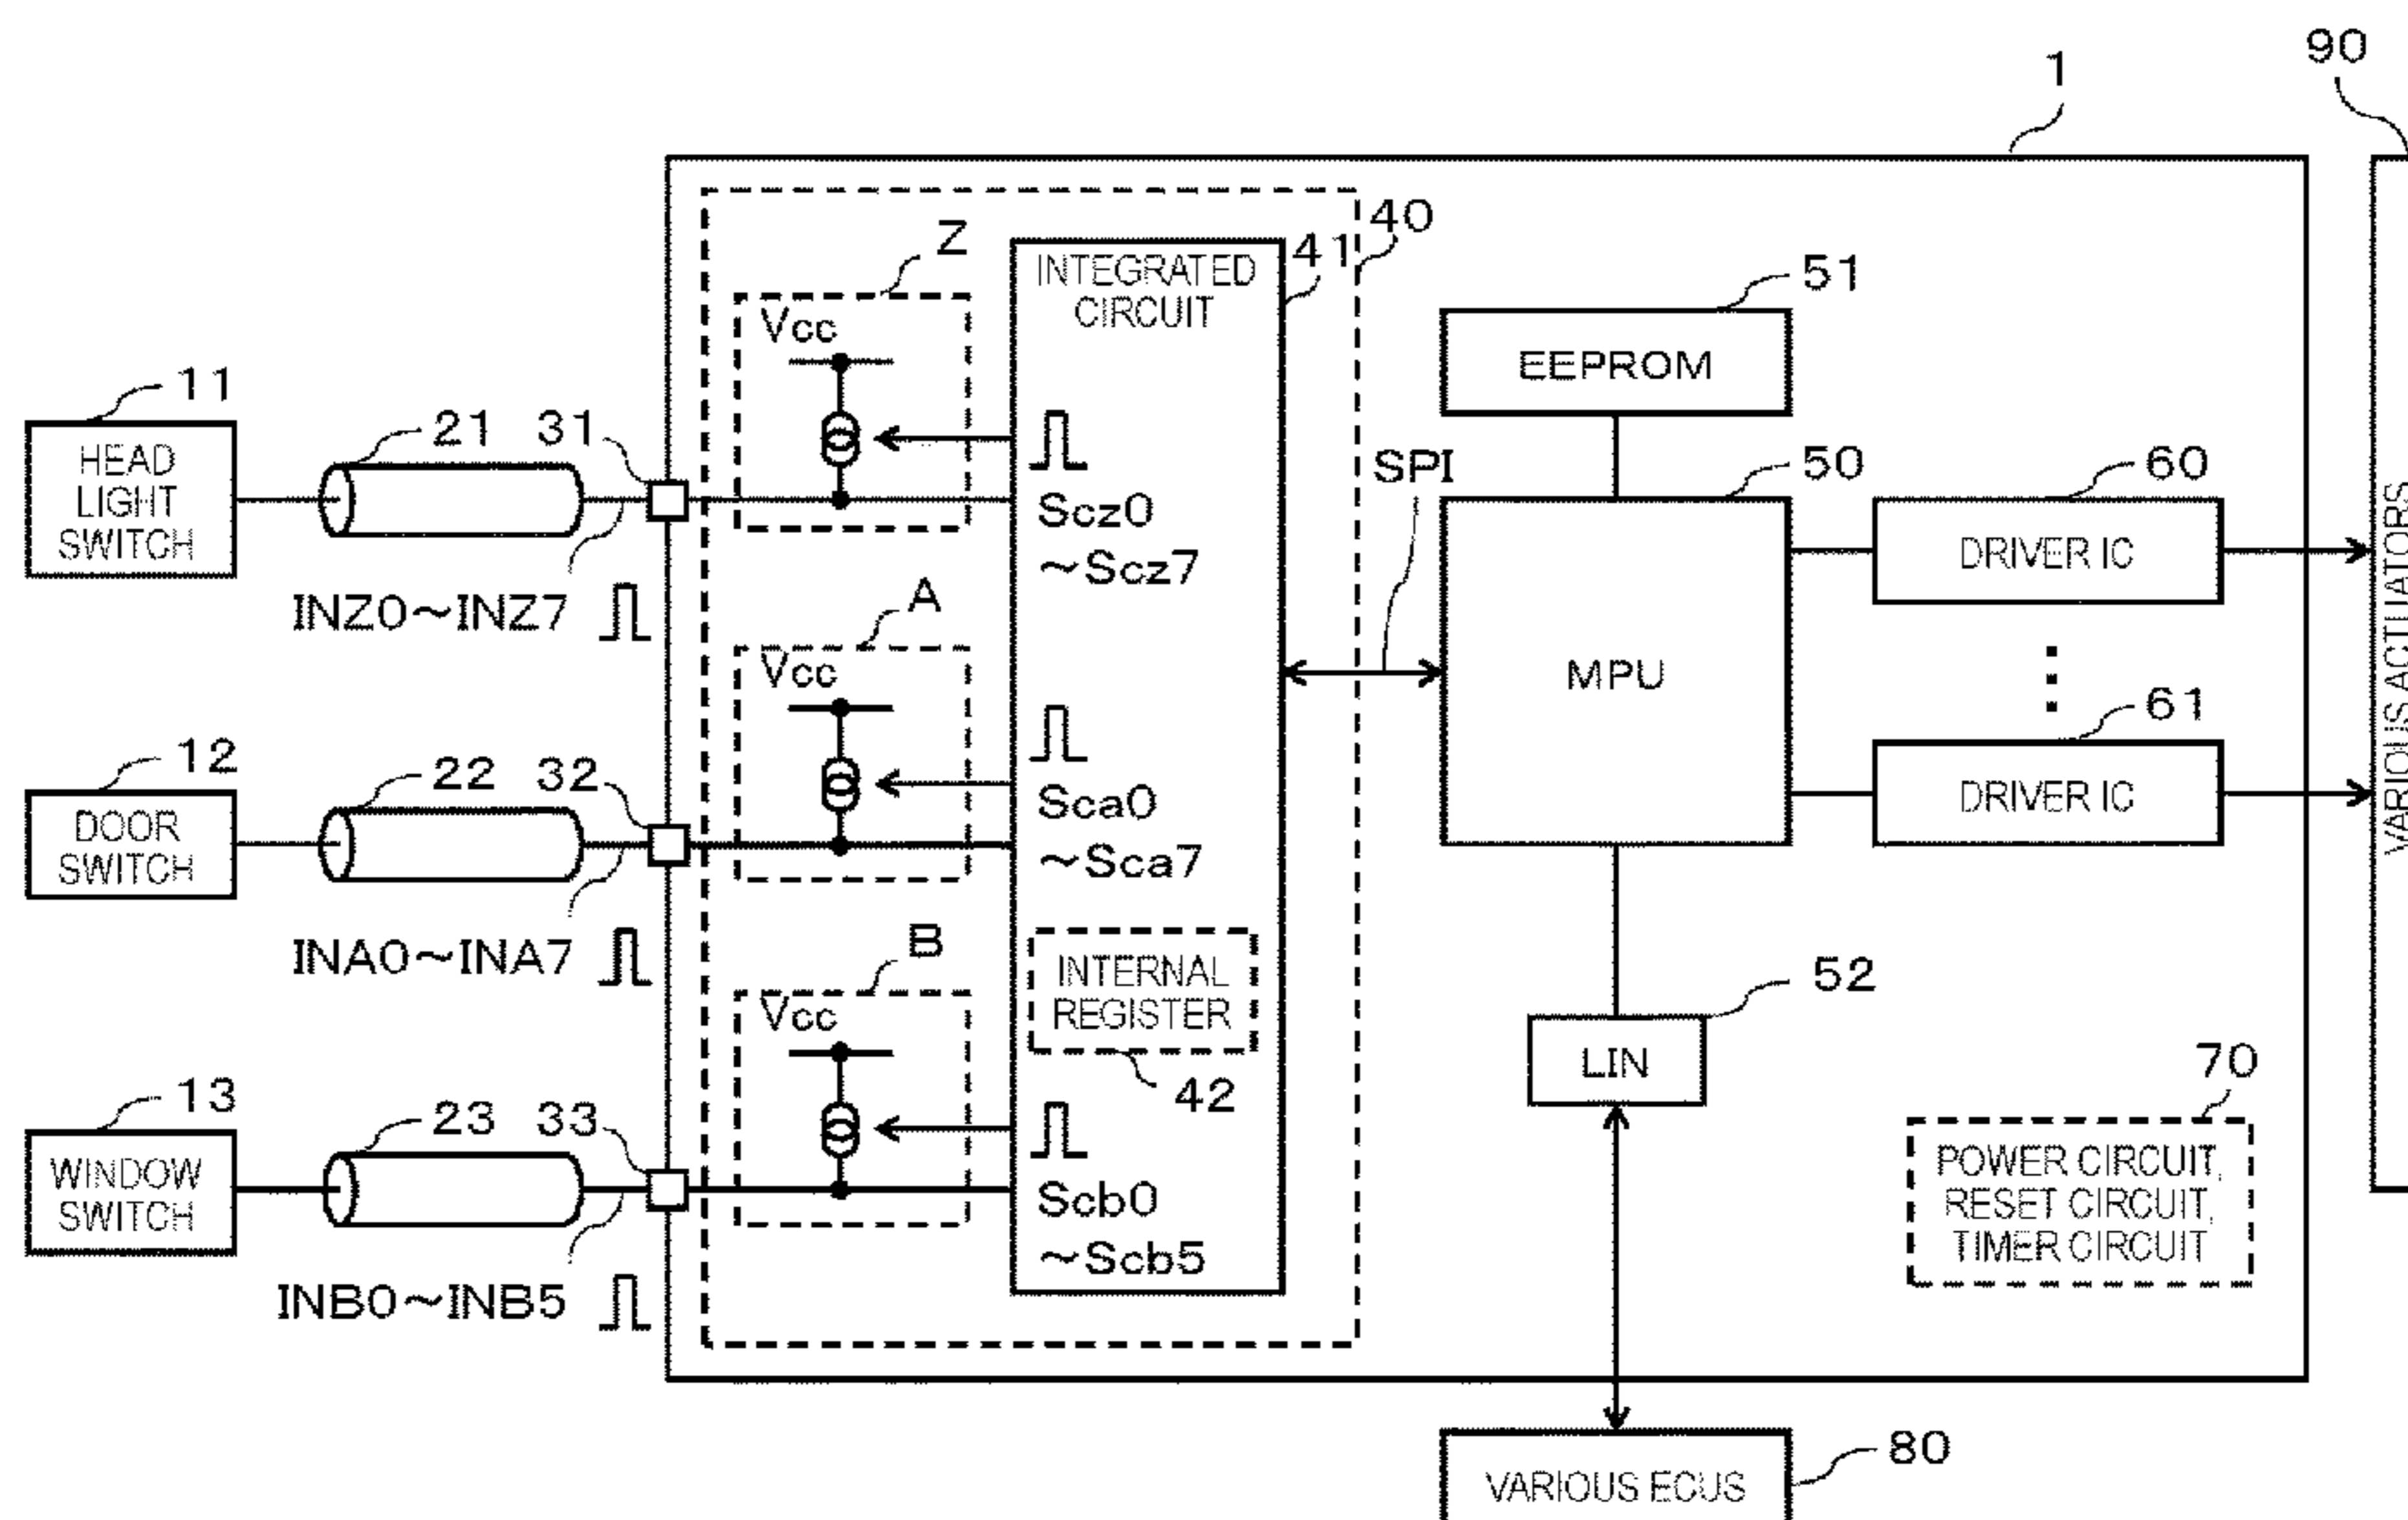 90
1
40
Z
41
INTEGRATED
CIRCUIT
Vcc
51
EEPROM
11
21
31
HEAD
LIGHT
SWITCH
SPI
50
60
Scz0
~Scz7
DRIVER IC
INZ0~INZ7
A
Vcc
MPU
VARIOUS ACTUATORS
61
12
22
32
DOOR
SWITCH
Sca0
~Sca7
DRIVER IC
INA0~INA7
B
INTERNAL
REGISTER
52
Vcc
42
LIN
70
13
23
33
WINDOW
SWITCH
Scb0
~Scb5
POWER CIRCUIT,
RESET CIRCUIT,
TIMER CIRCUIT
INB0~INB5
80
VARIOUS ECUS